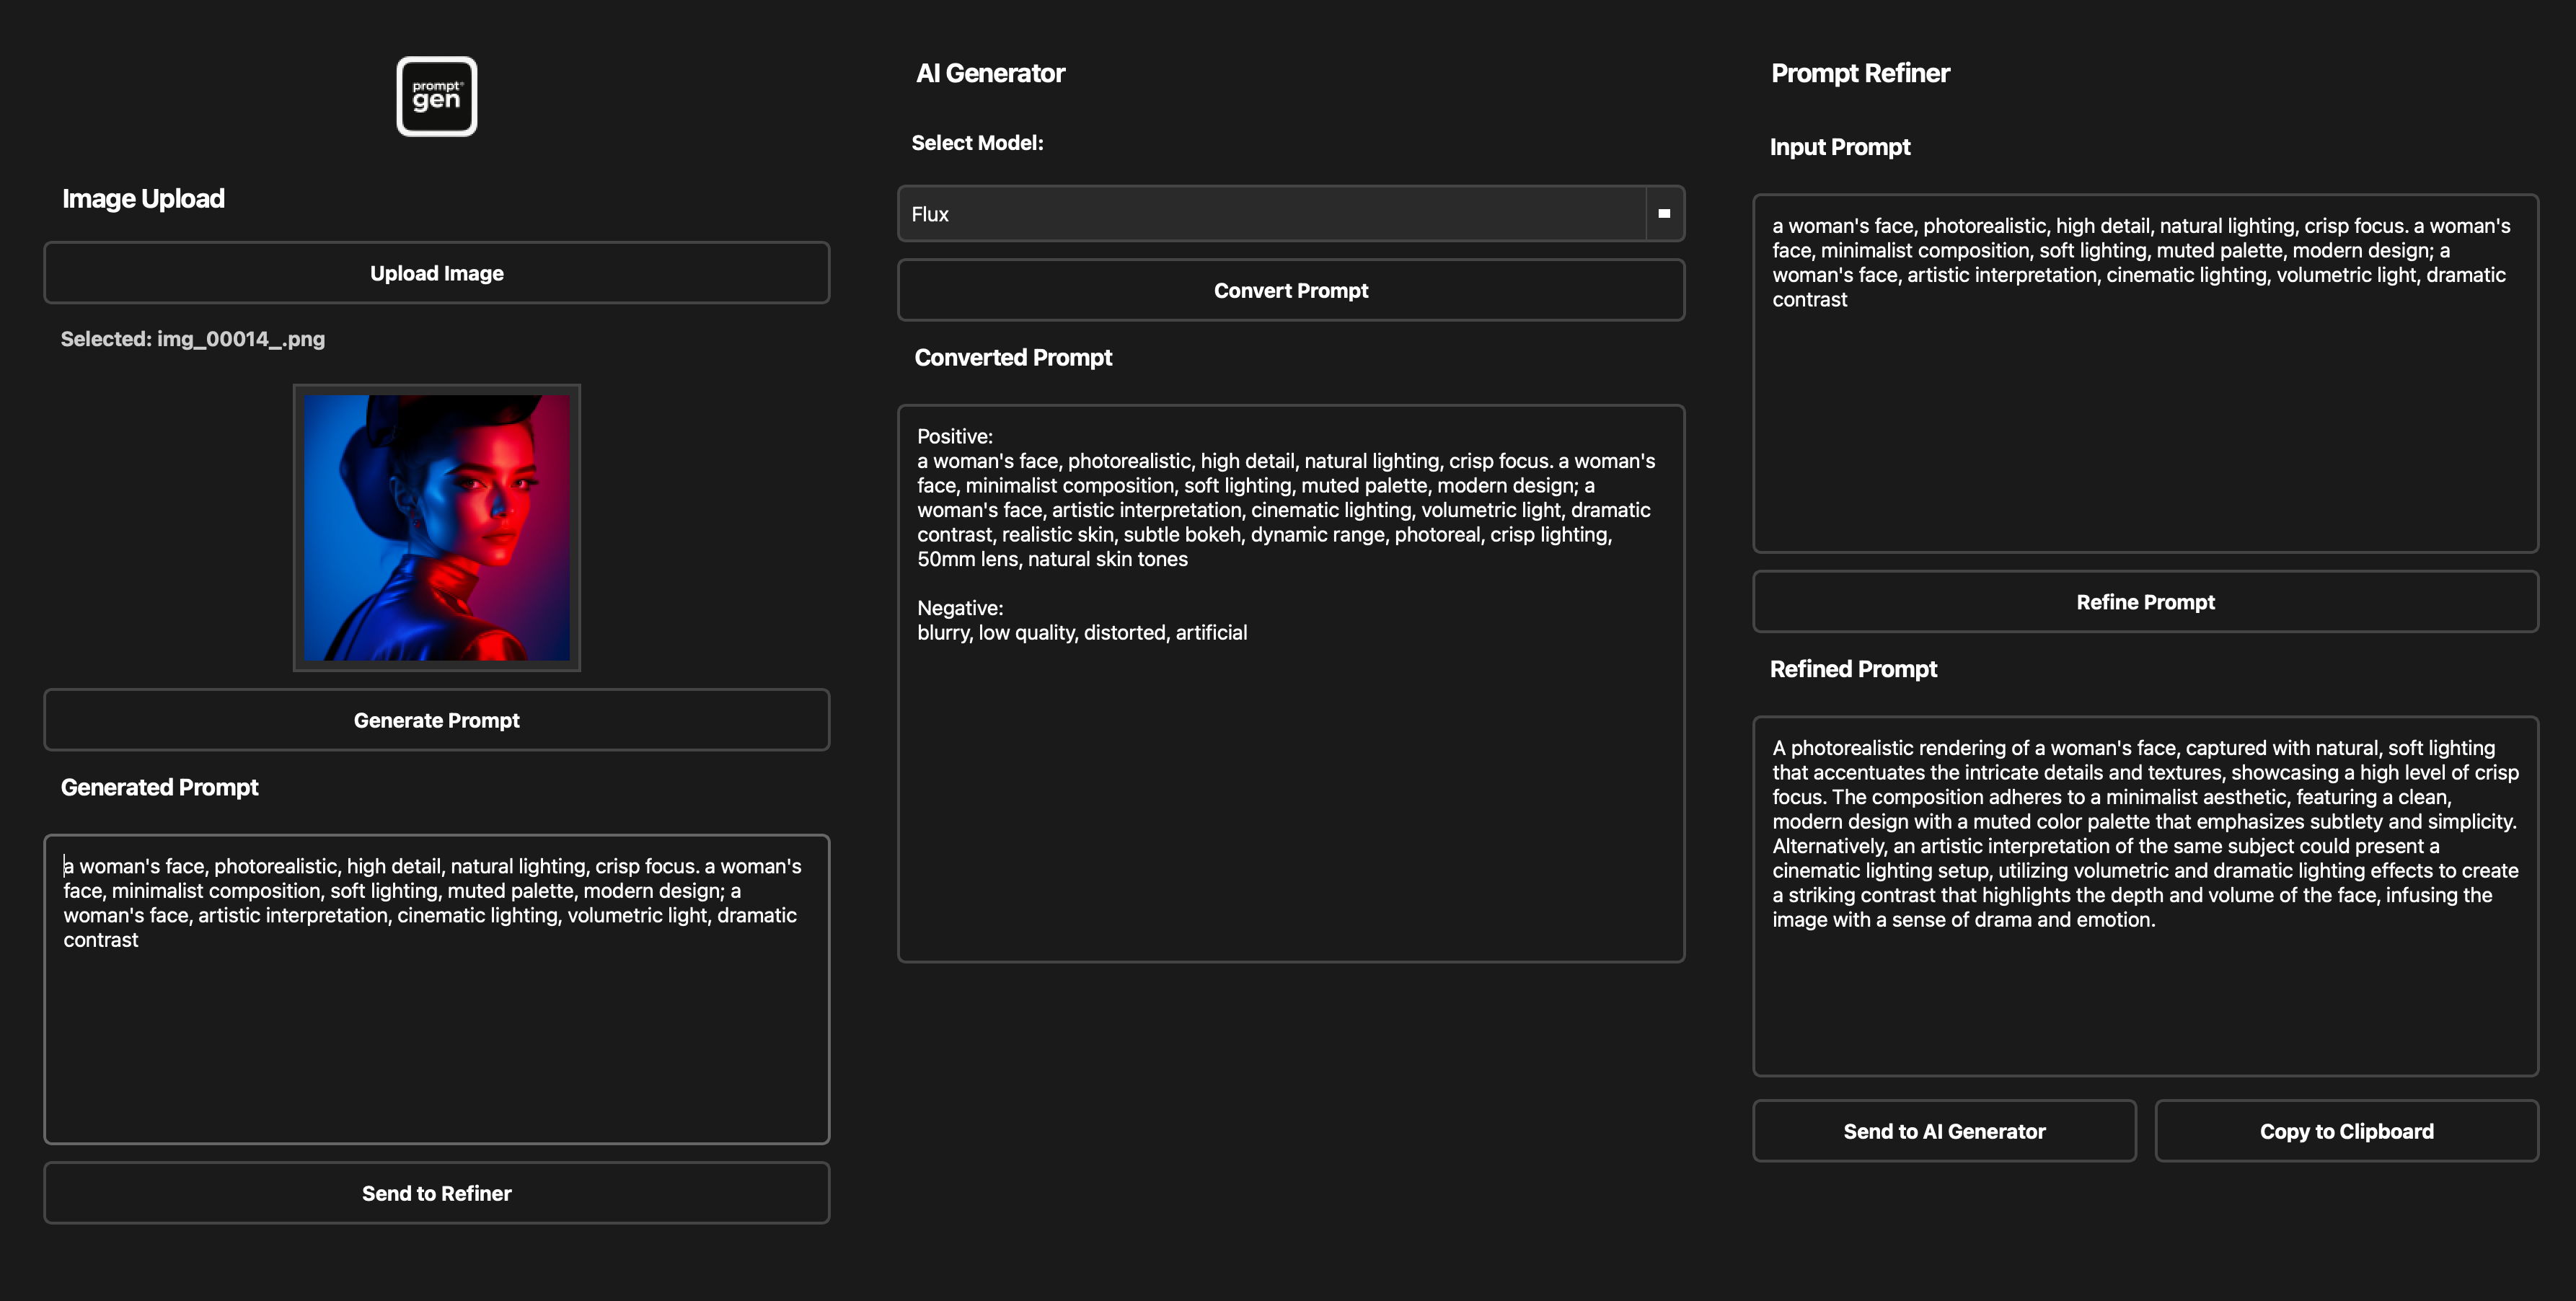 prompt®
gen
Image Upload
Upload Image
Selected: img_00014_.png
Generate Prompt
Generated Prompt
a woman's face, photorealistic, high detail, natural lighting, crisp focus. a woman's
face, minimalist composition, soft lighting, muted palette, modern design; a
woman's face, artistic interpretation, cinematic lighting, volumetric light, dramatic
contrast
Send to Refiner
AI Generator
Select Model:
Flux
Convert Prompt
Converted Prompt
Positive:
a woman's face, photorealistic, high detail, natural lighting, crisp focus. a woman's
face, minimalist composition, soft lighting, muted palette, modern design; a
woman's face, artistic interpretation, cinematic lighting, volumetric light, dramatic
contrast, realistic skin, subtle bokeh, dynamic range, photoreal, crisp lighting,
50mm lens, natural skin tones
Negative:
blurry, low quality, distorted, artificial
Prompt Refiner
Input Prompt
a woman's face, photorealistic, high detail, natural lighting, crisp focus. a woman's
face, minimalist composition, soft lighting, muted palette, modern design; a
woman's face, artistic interpretation, cinematic lighting, volumetric light, dramatic
contrast
Refine Prompt
Refined Prompt
A photorealistic rendering of a woman's face, captured with natural, soft lighting
that accentuates the intricate details and textures, showcasing a high level of crisp
focus. The composition adheres to a minimalist aesthetic, featuring a clean,
modern design with a muted color palette that emphasizes subtlety and simplicity.
Alternatively, an artistic interpretation of the same subject could present a
cinematic lighting setup, utilizing volumetric and dramatic lighting effects to create
a striking contrast that highlights the depth and volume of the face, infusing the
image with a sense of drama and emotion.
Send to AI Generator
Copy to Clipboard